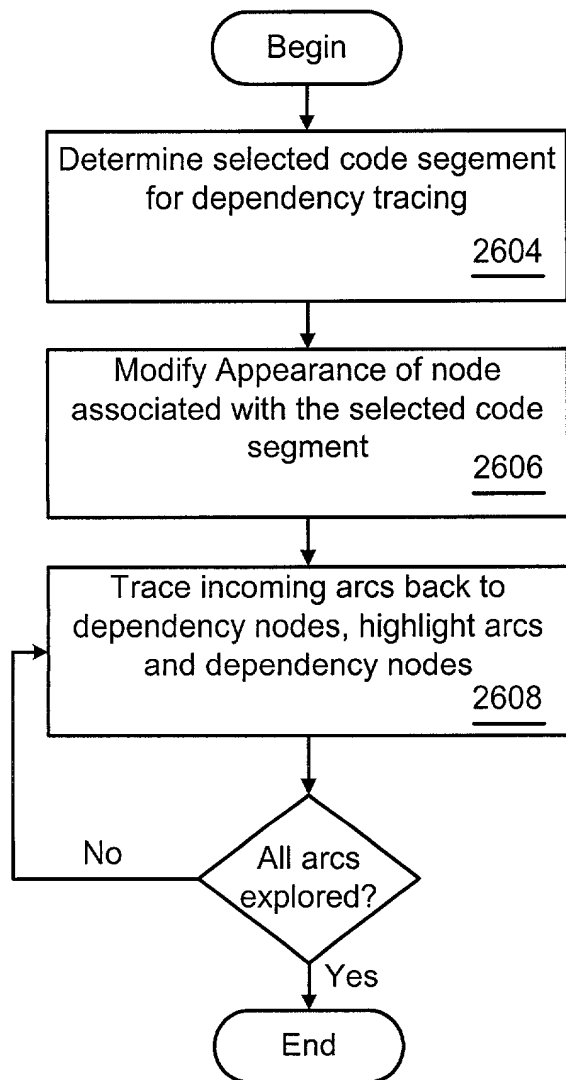 Begin
Determine selected code segement
for dependency tracing
2604
Modify Appearance of node
associated with the selected code
segment
2606
Trace incoming arcs back to
dependency nodes, highlight arcs
and dependency nodes
2608
No
All arcs
explored?
Yes
End